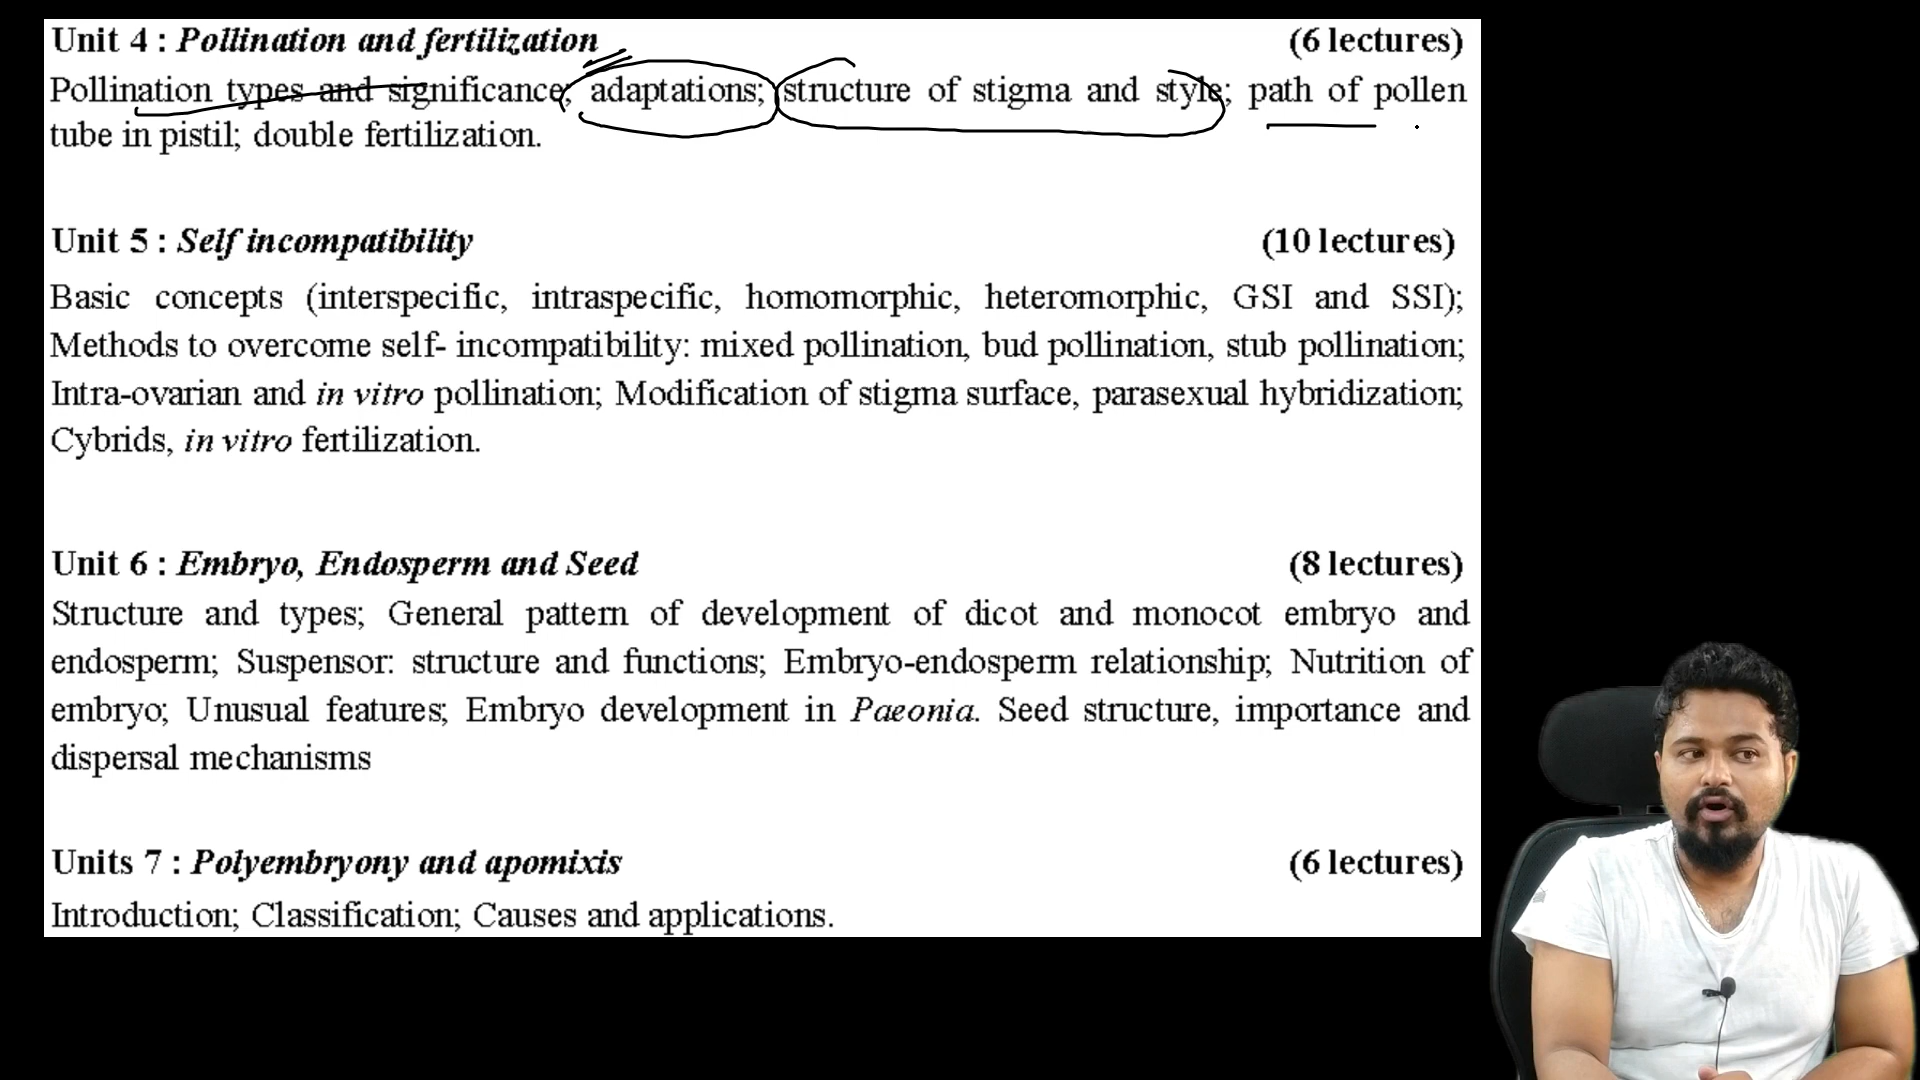 Unit 4 : Pollination and fertilization (6 lectures)
Pollination types and significance; adaptations; structure of stigma and style; path of pollen
tube in pistil; double fertilization.
Unit 5 : Self incompatibility (10 lectures)
Basic concepts (interspecific, intraspecific, homomorphic, heteromorphic, GSI and SSI);
Methods to overcome self- incompatibility: mixed pollination, bud pollination, stub pollination;
Intra-ovarian and in vitro pollination; Modification of stigma surface, parasexual hybridization;
Cybrids, in vitro fertilization.
Unit 6 : Embryo, Endosperm and Seed (8 lectures)
Structure and types; General pattern of development of dicot and monocot embryo and
endosperm; Suspensor: structure and functions; Embryo-endosperm relationship; Nutrition of
embryo; Unusual features; Embryo development in Paeonia. Seed structure, importance and
dispersal mechanisms
Units 7 : Polyembryony and apomixis (6 lectures)
Introduction; Classification; Causes and applications.